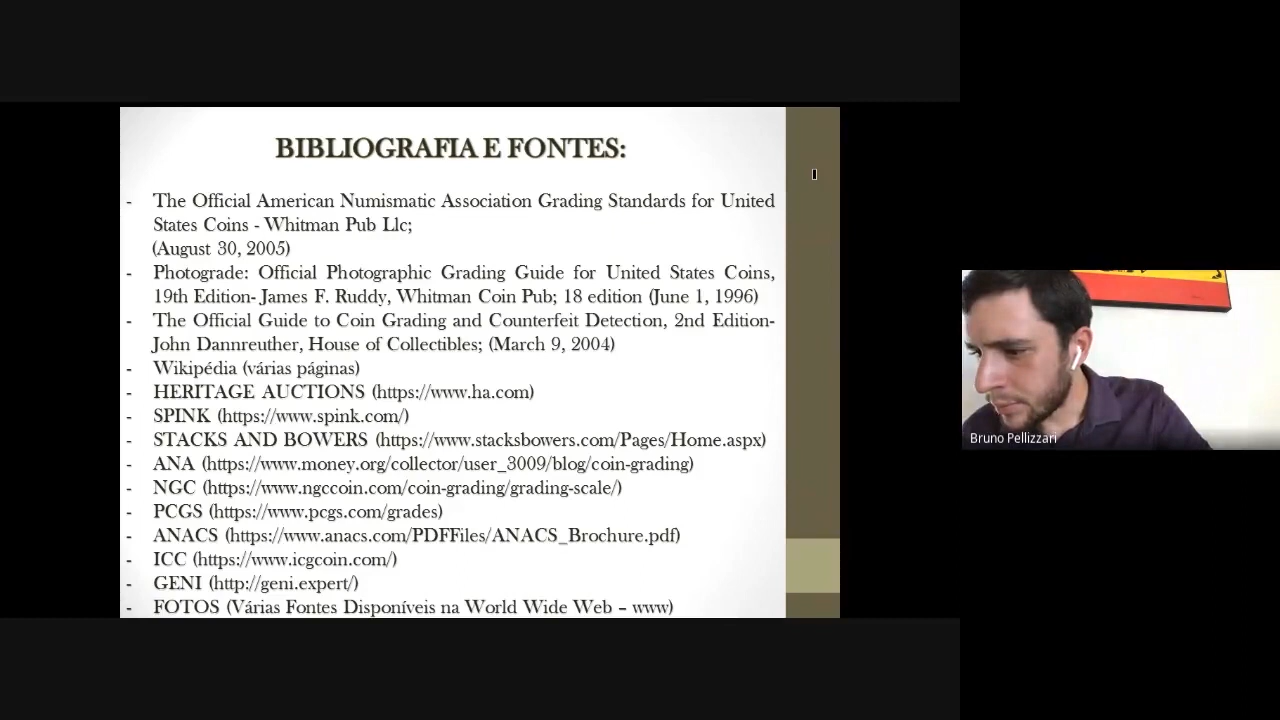 BIBLIOGRAFIA E FONTES:
- The Official American Numismatic Association Grading Standards for United
States Coins - Whitman Pub Llc;
(August 30, 2005)
- Photograde: Official Photographic Grading Guide for United States Coins,
19th Edition- James F. Ruddy, Whitman Coin Pub; 18 edition (June 1, 1996)
- The Official Guide to Coin Grading and Counterfeit Detection, 2nd Edition-
John Dannreuther, House of Collectibles; (March 9, 2004)
- Wikipédia (várias páginas)
- HERITAGE AUCTIONS (https://www.ha.com)
- SPINK (https://www.spink.com/)
- STACKS AND BOWERS (https://www.stacksbowers.com/Pages/Home.aspx)
- ANA (https://www.money.org/collector/user_3009/blog/coin-grading)
- NGC (https://www.ngccoin.com/coin-grading/grading-scale/)
- PCGS (https://www.pcgs.com/grades)
- ANACS (https://www.anacs.com/PDFFiles/ANACS_Brochure.pdf)
- ICC (https://www.icgcoin.com/)
- GENI (http://geni.expert/)
- FOTOS (Várias Fontes Disponíveis na World Wide Web – www)
Bruno Pellizzari